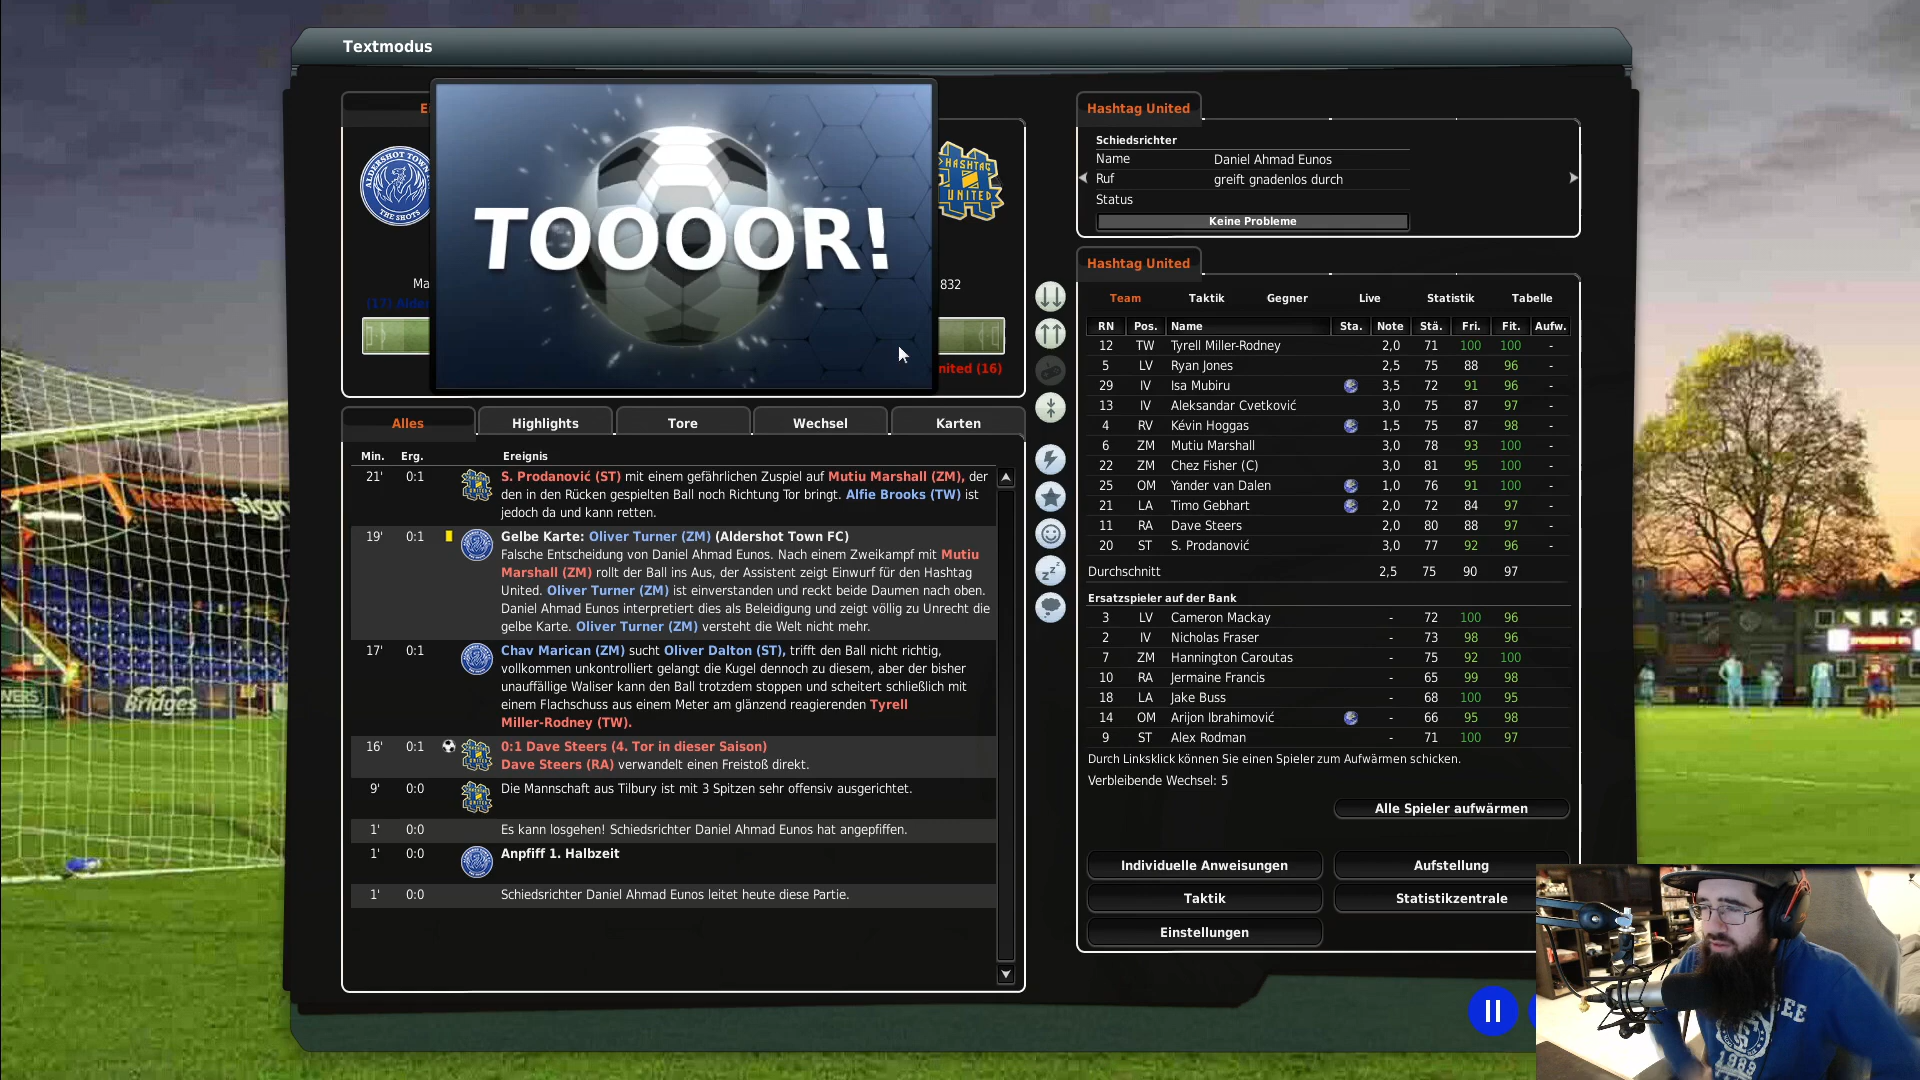 Textmodus
TOOOOR!
ALDERSHOT TOWN
THE SHOTS
HASHTAG
UNITED
Ma
832
(17) Alder
nited (16)
Alles
Highlights
Tore
Wechsel
Karten
Min. Erg. Ereignis
21' 0:1 S. Prodanović (ST) mit einem gefährlichen Zuspiel auf Mutiu Marshall (ZM), der
den in den Rücken gespielten Ball noch Richtung Tor bringt. Alfie Brooks (TW) ist
jedoch da und kann retten.
19' 0:1 Gelbe Karte: Oliver Turner (ZM) (Aldershot Town FC)
Falsche Entscheidung von Daniel Ahmad Eunos. Nach einem Zweikampf mit Mutiu
Marshall (ZM) rollt der Ball ins Aus, der Assistent zeigt Einwurf für den Hashtag
United. Oliver Turner (ZM) ist einverstanden und reckt beide Daumen nach oben.
Daniel Ahmad Eunos interpretiert dies als Beleidigung und zeigt völlig zu Unrecht die
gelbe Karte. Oliver Turner (ZM) versteht die Welt nicht mehr.
17' 0:1 Chav Marican (ZM) sucht Oliver Dalton (ST), trifft den Ball nicht richtig,
vollkommen unkontrolliert gelangt die Kugel dennoch zu diesem, aber der bisher
unauffällige Waliser kann den Ball trotzdem stoppen und scheitert schließlich mit
einem Flachschuss aus einem Meter am glänzend reagierenden Tyrell
Miller-Rodney (TW).
16' 0:1 0:1 Dave Steers (4. Tor in dieser Saison)
Dave Steers (RA) verwandelt einen Freistoß direkt.
9' 0:0 Die Mannschaft aus Tilbury ist mit 3 Spitzen sehr offensiv ausgerichtet.
1' 0:0 Es kann losgehen! Schiedsrichter Daniel Ahmad Eunos hat angepfiffen.
1' 0:0 Anpfiff 1. Halbzeit
1' 0:0 Schiedsrichter Daniel Ahmad Eunos leitet heute diese Partie.
Hashtag United
Schiedsrichter
Name Daniel Ahmad Eunos
Ruf greift gnadenlos durch
Status
Keine Probleme
Hashtag United
Team Taktik Gegner Live Statistik Tabelle
RN Pos. Name Sta. Note Stä. Fri. Fit. Aufw.
12 TW Tyrell Miller-Rodney 2,0 71 100 100 -
5 LV Ryan Jones 2,5 75 88 96 -
29 IV Isa Mubiru 3,5 72 91 96 -
13 IV Aleksandar Cvetković 3,0 75 87 97 -
4 RV Kévin Hoggas 1,5 75 87 98 -
6 ZM Mutiu Marshall 3,0 78 93 100 -
22 ZM Chez Fisher (C) 3,0 81 95 100 -
25 OM Yander van Dalen 1,0 76 91 100 -
21 LA Timo Gebhart 2,0 72 84 97 -
11 RA Dave Steers 2,0 80 88 97 -
20 ST S. Prodanović 3,0 77 92 96 -
Durchschnitt 2,5 75 90 97
Ersatzspieler auf der Bank
3 LV Cameron Mackay - 72 100 96
2 IV Nicholas Fraser - 73 98 96
7 ZM Hannington Caroutas - 75 92 100
10 RA Jermaine Francis - 65 99 98
18 LA Jake Buss - 68 100 95
14 OM Arijon Ibrahimović - 66 95 98
9 ST Alex Rodman - 71 100 97
Durch Linksklick können Sie einen Spieler zum Aufwärmen schicken.
Verbleibende Wechsel: 5
Alle Spieler aufwärmen
Individuelle Anweisungen
Aufstellung
Taktik
Statistikzentrale
Einstellungen
Bridges